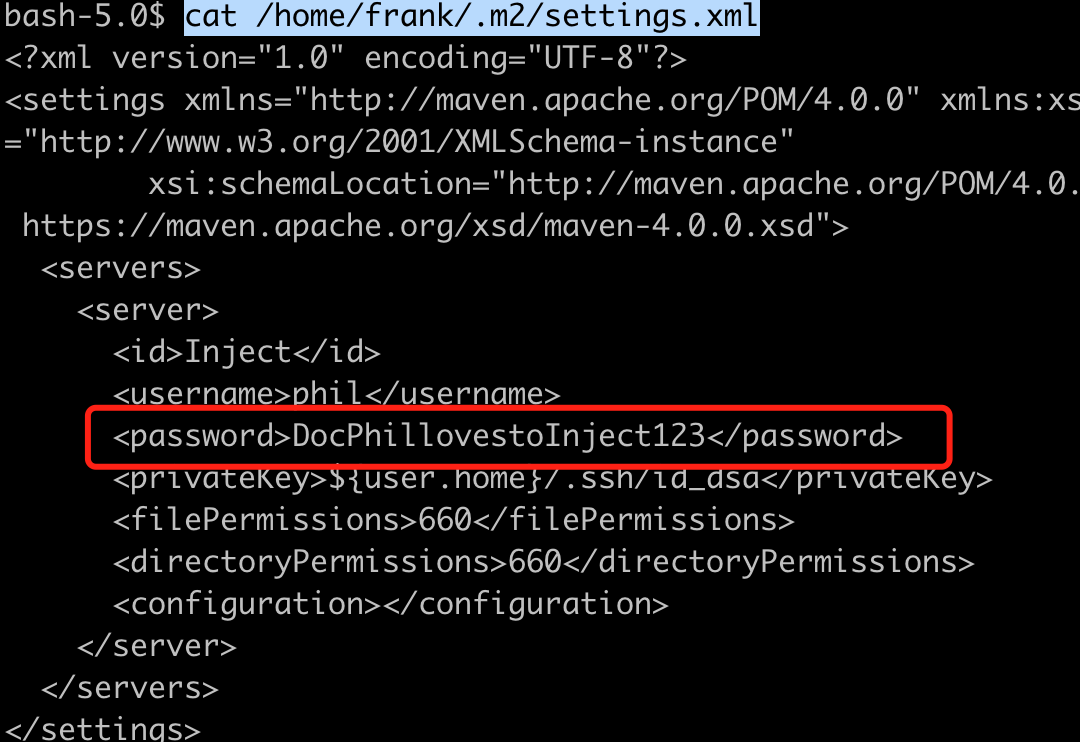 bash-5.0$ cat /home/frank/.m2/settings.xml
<?xml version="1.0" encoding="UTF-8"?>
<settings xmlns="http://maven.apache.org/POM/4.0.0" xmlns:xs
="http://www.w3.org/2001/XMLSchema-instance"
        xsi:schemaLocation="http://maven.apache.org/POM/4.0.
 https://maven.apache.org/xsd/maven-4.0.0.xsd">
  <servers>
    <server>
      <id>Inject</id>
      <username>phil</username>
      <password>DocPhillovestoInject123</password>
      <privateKey>${user.home}/.ssh/id_dsa</privateKey>
      <filePermissions>660</filePermissions>
      <directoryPermissions>660</directoryPermissions>
      <configuration></configuration>
    </server>
  </servers>
</settings>